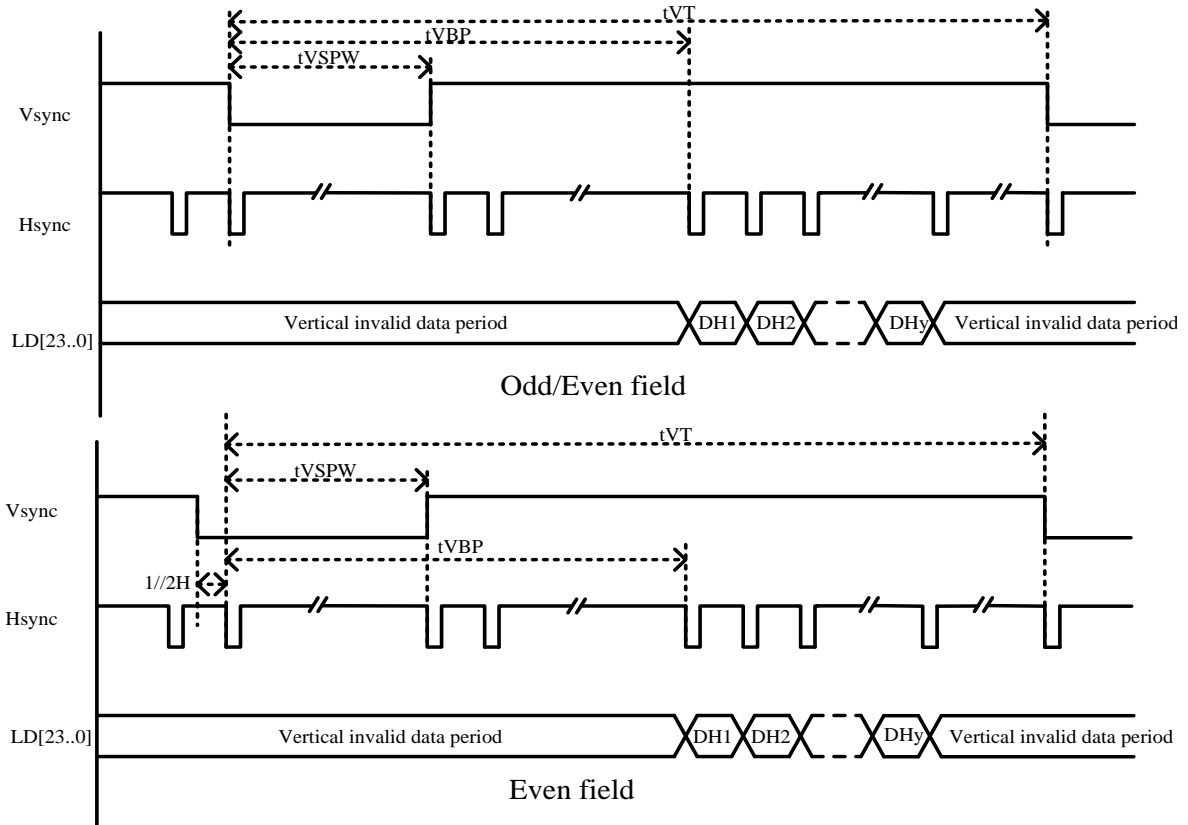 tVT
tVBP
tVSPW
Vsync
Hsync
Vertical invalid data period
DH1
DH2
DHy
Vertical invalid data period
LD[23..0]
Odd/Even field
tVT
tVSPW
Vsync
tVBP
1//2H
Hsync
LD[23..0]
Vertical invalid data period
DH1
DH2
DHy
Vertical invalid data period
Even field